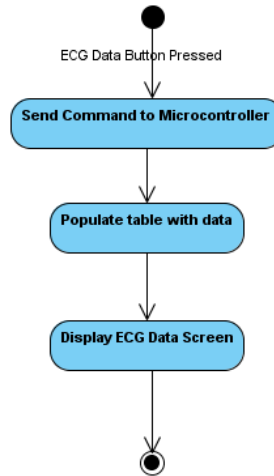 ECG Data Button Pressed
Send Command to Microcontroller
Populate table with data
Display ECG Data Screen